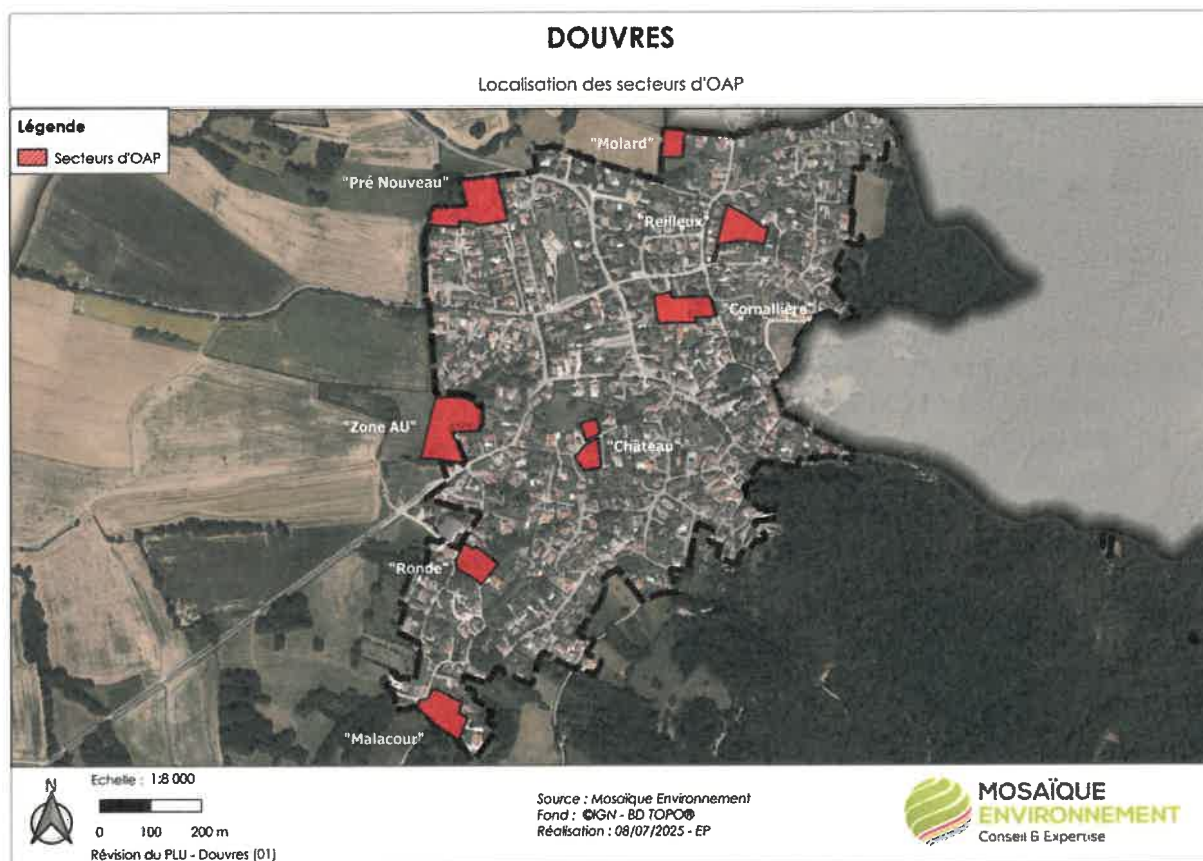 DOUVRES
Localisation des secteurs d'OAP
Légende
Secteurs d'OAP
"Molard"
"Pré Nouveau"
"Reilleux"
"Cornallière"
"Zone AU"
"Château"
"Ronde"
"Malacour"
N
Echelle : 1:8 000
0 100 200 m
Révision du PLU - Douvres (01)
Source : Mosaïque Environnement
Fond : ©IGN - BD TOPO®
Réalisation : 08/07/2025 - EP
MOSAÏQUE
ENVIRONNEMENT
Conseil & Expertise